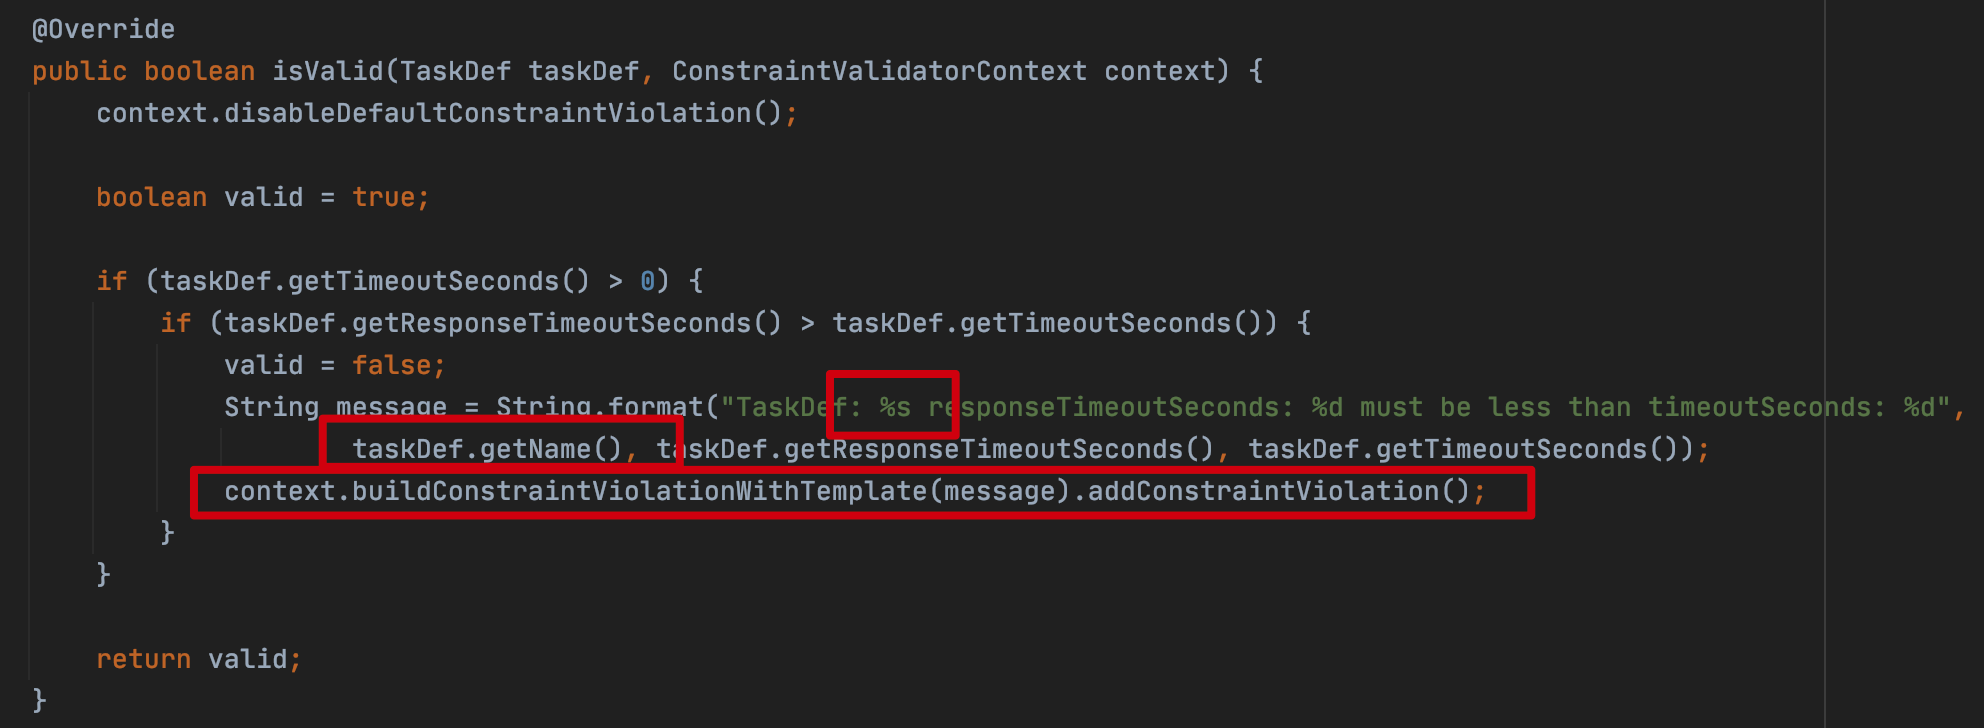 @Override
public boolean isValid(TaskDef taskDef, ConstraintValidatorContext context) {
context.disableDefaultConstraintViolation();
boolean valid = true;
if (taskDef.getTimeoutSeconds() > 0) {
if (taskDef.getResponseTimeoutSeconds() > taskDef.getTimeoutSeconds()) {
valid = false;
String message = String.format("TaskDef: %s responseTimeoutSeconds: %d must be less than timeoutSeconds: %d",
taskDef.getName(), taskDef.getResponseTimeoutSeconds(), taskDef.getTimeoutSeconds());
context.buildConstraintViolationWithTemplate(message).addConstraintViolation();
}
}
return valid;
}